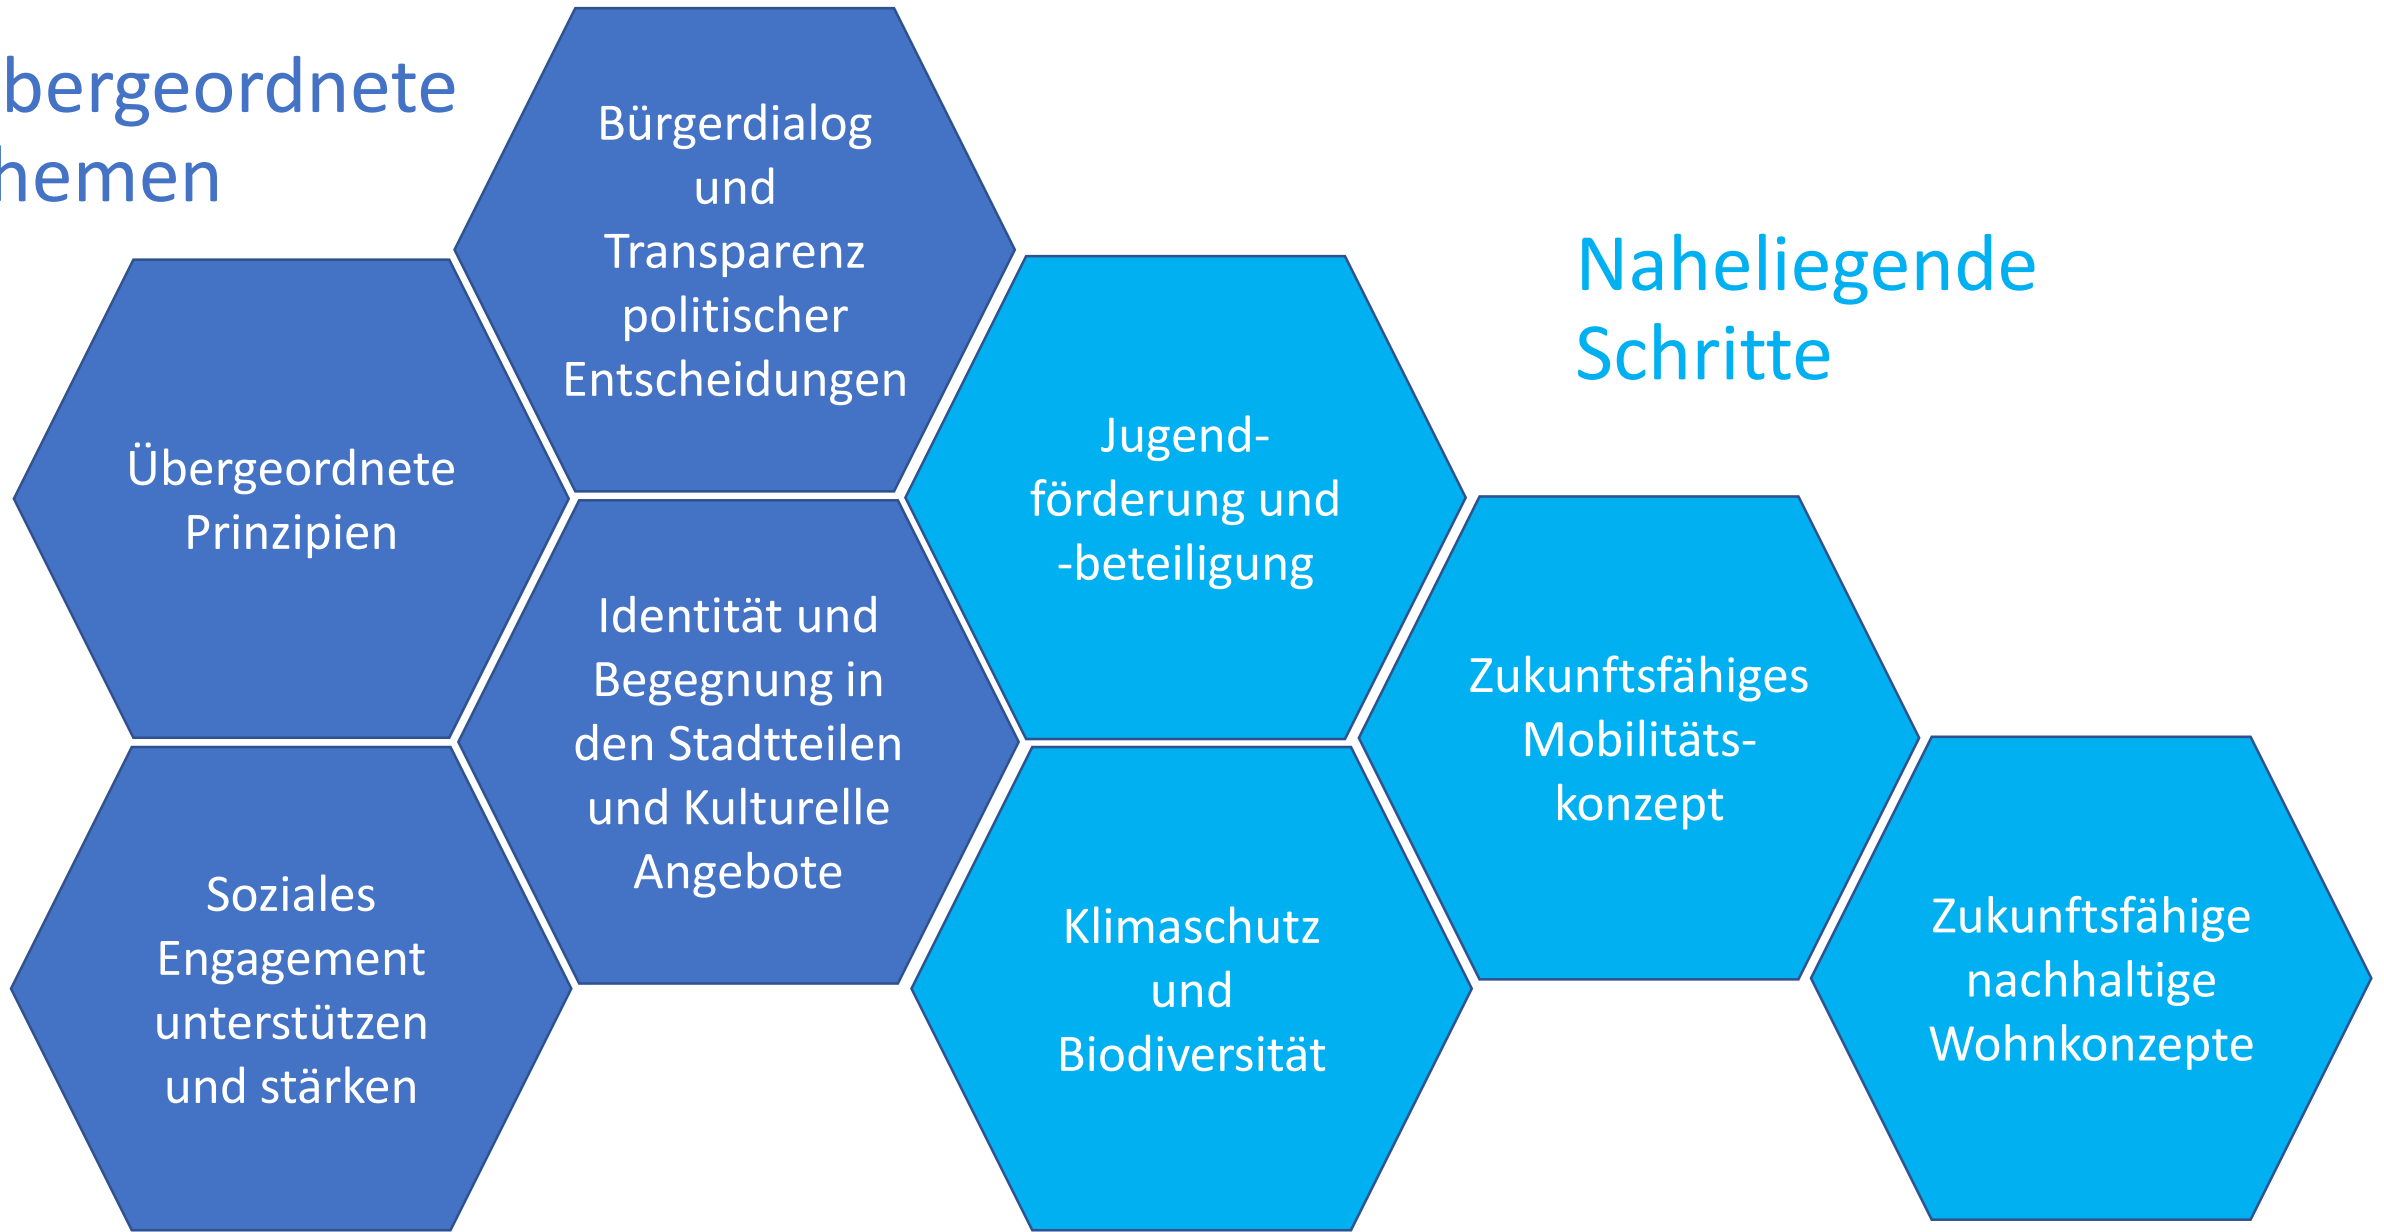 bergeordnete
hemen
Bürgerdialog
und
Transparenz
politischer
Entscheidungen
Übergeordnete
Prinzipien
Identität und
Begegnung in
den Stadtteilen
und Kulturelle
Angebote
Soziales
Engagement
unterstützen
und stärken
Naheliegende
Schritte
Jugend-
förderung und
-beteiligung
Zukunftsfähiges
Mobilitäts-
konzept
Klimaschutz
und
Biodiversität
Zukunftsfähige
nachhaltige
Wohnkonzepte